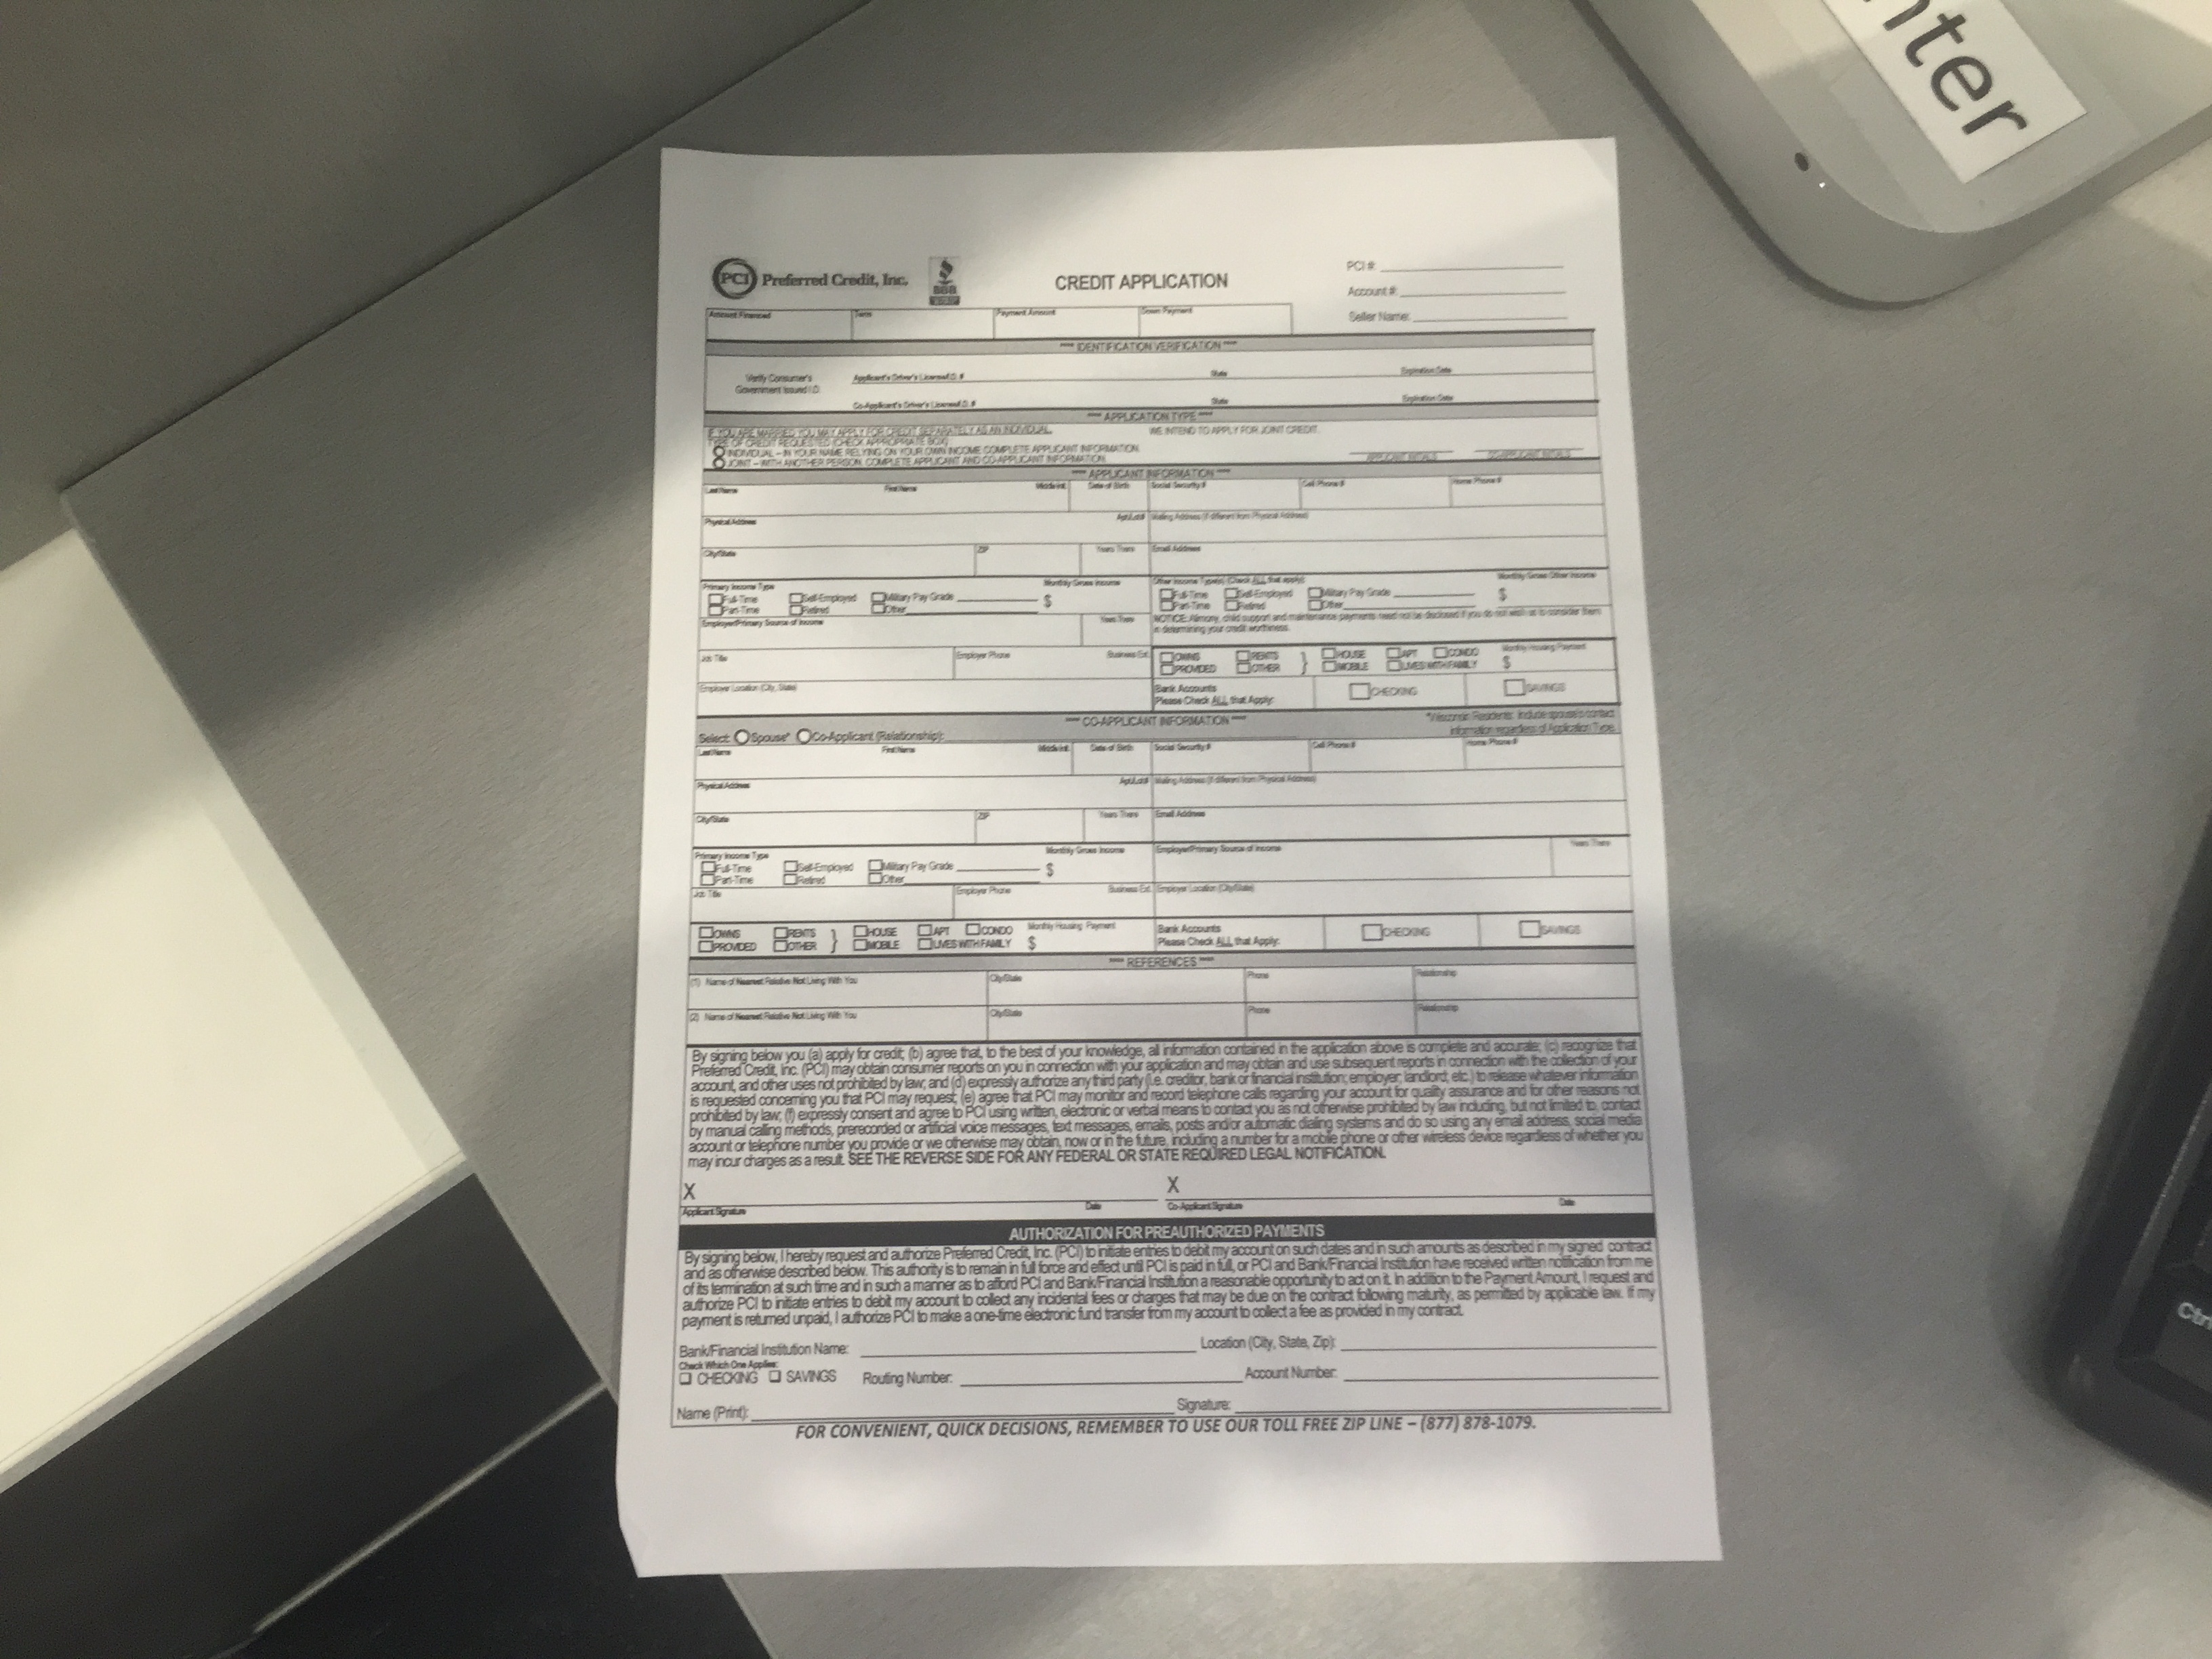 nter
PCI Preferred Credit, Inc. BBB
CREDIT APPLICATION
PCI #:
Account #:
Seller Name:
Amount Financed Term Payment Amount Down Payment
**** IDENTIFICATION VERIFICATION ****
Verify Consumer's
Government Issued I.D.
Applicant's Driver's License/I.D. # State Expiration Date
Co-Applicant's Driver's License/I.D. # State Expiration Date
**** APPLICATION TYPE ****
IF YOU ARE MARRIED YOU MAY APPLY FOR CREDIT SEPARATELY AS AN INDIVIDUAL. WE INTEND TO APPLY FOR JOINT CREDIT.
TYPE OF CREDIT REQUESTED (CHECK APPROPRIATE BOX)
INDIVIDUAL – IN YOUR NAME RELYING ON YOUR OWN INCOME COMPLETE APPLICANT INFORMATION.
JOINT – WITH ANOTHER PERSON, COMPLETE APPLICANT AND CO-APPLICANT INFORMATION.
APPLICANT INITIALS CO-APPLICANT INITIALS
**** APPLICANT INFORMATION ****
Last Name First Name Middle Int. Date of Birth Social Security # Cell Phone # Home Phone #
Physical Address Apt/Lot# Mailing Address (if different from Physical Address)
City/State ZIP Years There Email Address
Primary Income Type Monthly Gross Income Other Income Type(s) (Check ALL that apply) Monthly Gross Other Income
Full-Time Self-Employed Military Pay Grade $ Full-Time Self-Employed Military Pay Grade $
Part-Time Retired Other Part-Time Retired Other
Employer/Primary Source of Income Years There NOTICE: Alimony, child support and maintenance payments need not be disclosed if you do not wish us to consider them
in determining your credit worthiness.
Job Title Employer Phone Business Ext. OWNS RENTS } HOUSE APT CONDO Monthly Housing Payment
PROVIDED OTHER MOBILE LIVES WITH FAMILY $
Employer Location (City, State) Bank Accounts CHECKING SAVINGS
Please Check ALL that Apply:
**** CO-APPLICANT INFORMATION **** *Wisconsin Residents: Include spouse's contact
Select: Spouse* Co-Applicant (Relationship): information regardless of Application Type.
Last Name First Name Middle Int. Date of Birth Social Security # Cell Phone # Home Phone #
Physical Address Apt/Lot# Mailing Address (if different from Physical Address)
City/State ZIP Years There Email Address
Primary Income Type Monthly Gross Income Employer/Primary Source of Income Years There
Full-Time Self-Employed Military Pay Grade $
Part-Time Retired Other
Job Title Employer Phone Business Ext. Employer Location (City/State)
OWNS RENTS } HOUSE APT CONDO Monthly Housing Payment Bank Accounts CHECKING SAVINGS
PROVIDED OTHER MOBILE LIVES WITH FAMILY $ Please Check ALL that Apply:
**** REFERENCES ****
(1) Name of Nearest Relative Not Living With You City/State Phone Relationship
(2) Name of Nearest Relative Not Living With You City/State Phone Relationship
By signing below you (a) apply for credit; (b) agree that, to the best of your knowledge, all information contained in the application above is complete and accurate; (c) recognize that
Preferred Credit, Inc. (PCI) may obtain consumer reports on you in connection with your application and may obtain and use subsequent reports in connection with the collection of your
account, and other uses not prohibited by law; and (d) expressly authorize any third party (i.e. creditor, bank or financial institution; employer, landlord, etc.) to release whatever information
is requested concerning you that PCI may request; (e) agree that PCI may monitor and record telephone calls regarding your account for quality assurance and for other reasons not
prohibited by law; (f) expressly consent and agree to PCI using written, electronic or verbal means to contact you as not otherwise prohibited by law including, but not limited to, contact
by manual calling methods, prerecorded or artificial voice messages, text messages, emails, posts and/or automatic dialing systems and do so using any email address, social media
account or telephone number you provide or we otherwise may obtain, now or in the future, including a number for a mobile phone or other wireless device regardless of whether you
may incur charges as a result. SEE THE REVERSE SIDE FOR ANY FEDERAL OR STATE REQUIRED LEGAL NOTIFICATION.
X X
Applicant Signature Date Co-Applicant Signature Date
AUTHORIZATION FOR PREAUTHORIZED PAYMENTS
By signing below, I hereby request and authorize Preferred Credit, Inc. (PCI) to initiate entries to debit my account on such dates and in such amounts as described in my signed contract
and as otherwise described below. This authority is to remain in full force and effect until PCI is paid in full, or PCI and Bank/Financial Institution have received written notification from me
of its termination at such time and in such a manner as to afford PCI and Bank/Financial Institution a reasonable opportunity to act on it. In addition to the Payment Amount, I request and
authorize PCI to initiate entries to debit my account to collect any incidental fees or charges that may be due on the contract following maturity, as permitted by applicable law. If my
payment is returned unpaid, I authorize PCI to make a one-time electronic fund transfer from my account to collect a fee as provided in my contract.
Bank/Financial Institution Name: Location (City, State, Zip):
Check Which One Applies:
CHECKING SAVINGS Routing Number: Account Number:
Name (Print): Signature:
FOR CONVENIENT, QUICK DECISIONS, REMEMBER TO USE OUR TOLL FREE ZIP LINE – (877) 878-1079.
Ctrl